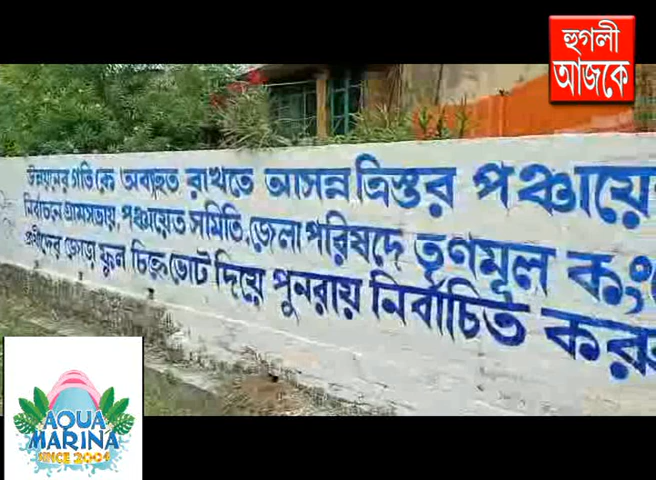 হুগলী
আজকে
উন্নয়নের গতি কে অব্যাহত রাখতে আসন্ন ত্রিস্তর পঞ্চায়ে
নির্বাচনে গ্রামসভায়, পঞ্চায়েত সমিতি, জেলা পরিষদে তৃণমূল কং
প্রার্থীদের জোড়া ফুল চিহ্নে ভোট দিয়ে পুনরায় নির্বাচিত করু
AQUA
MARINA
SINCE 2004